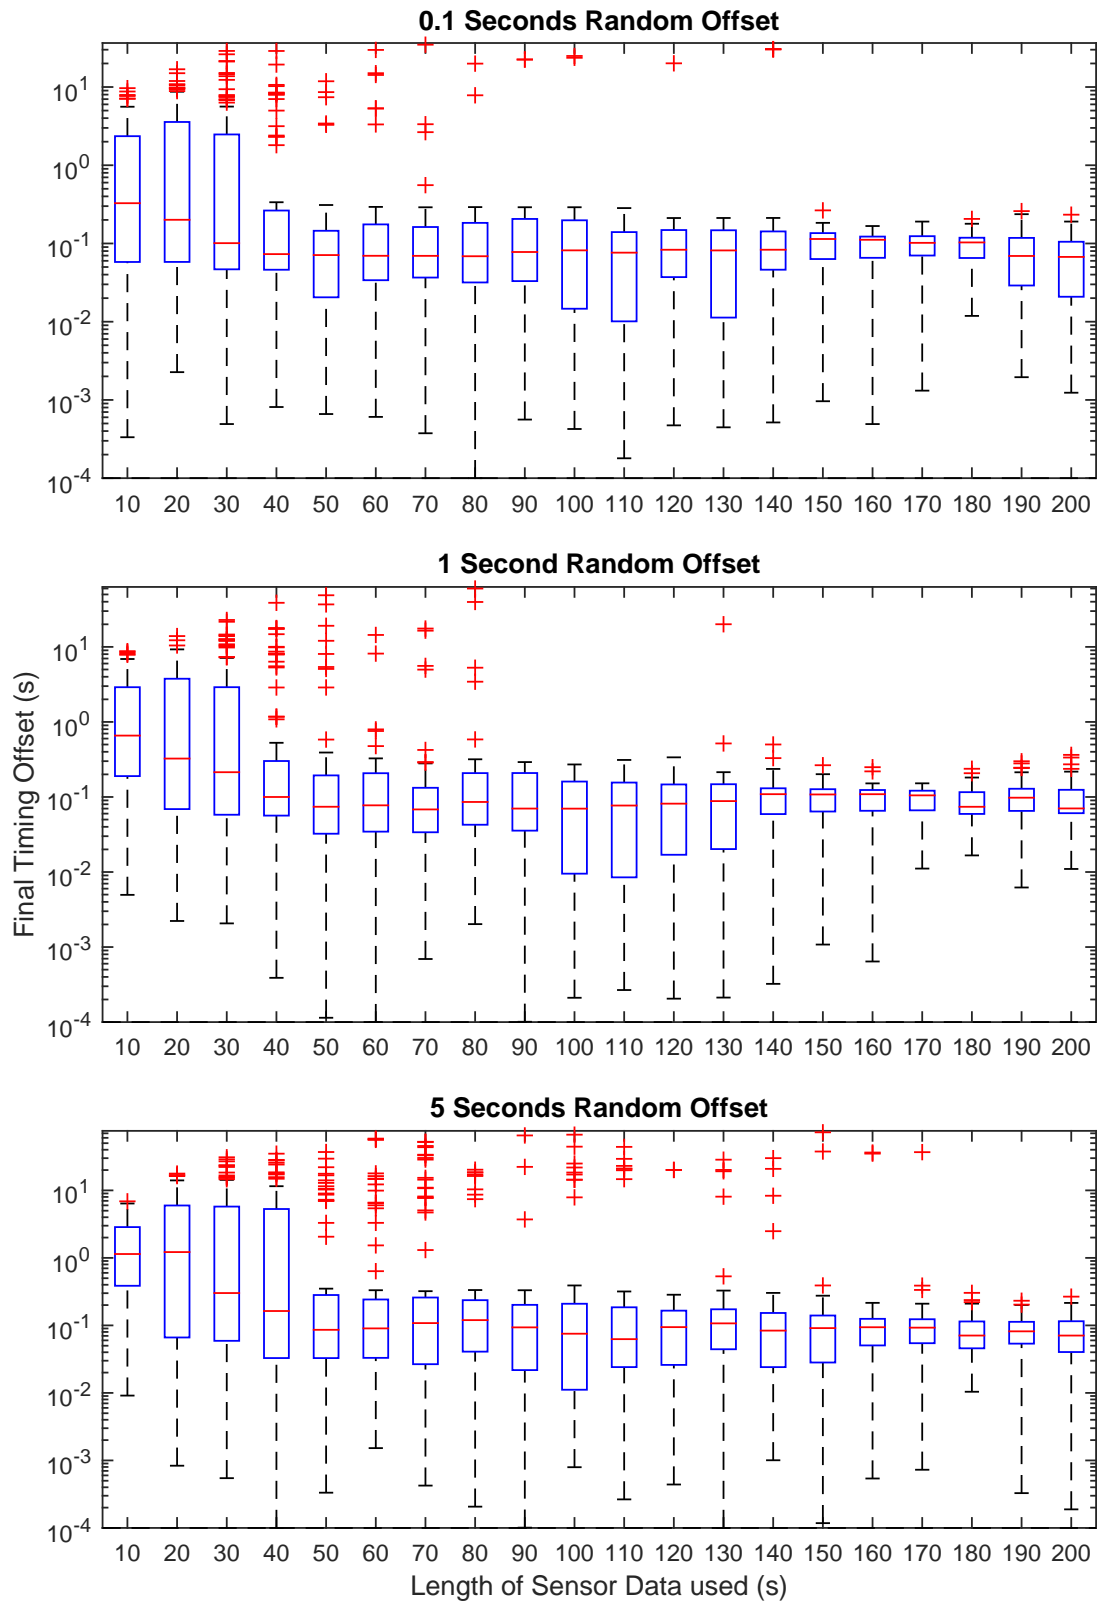 0.1 Seconds Random Offset
10^1
10^0
10^-1
10^-2
10^-3
10^-4
10 20 30 40 50 60 70 80 90 100 110 120 130 140 150 160 170 180 190 200
1 Second Random Offset
Final Timing Offset (s)
10^1
10^0
10^-1
10^-2
10^-3
10^-4
10 20 30 40 50 60 70 80 90 100 110 120 130 140 150 160 170 180 190 200
5 Seconds Random Offset
10^1
10^0
10^-1
10^-2
10^-3
10^-4
10 20 30 40 50 60 70 80 90 100 110 120 130 140 150 160 170 180 190 200
Length of Sensor Data used (s)